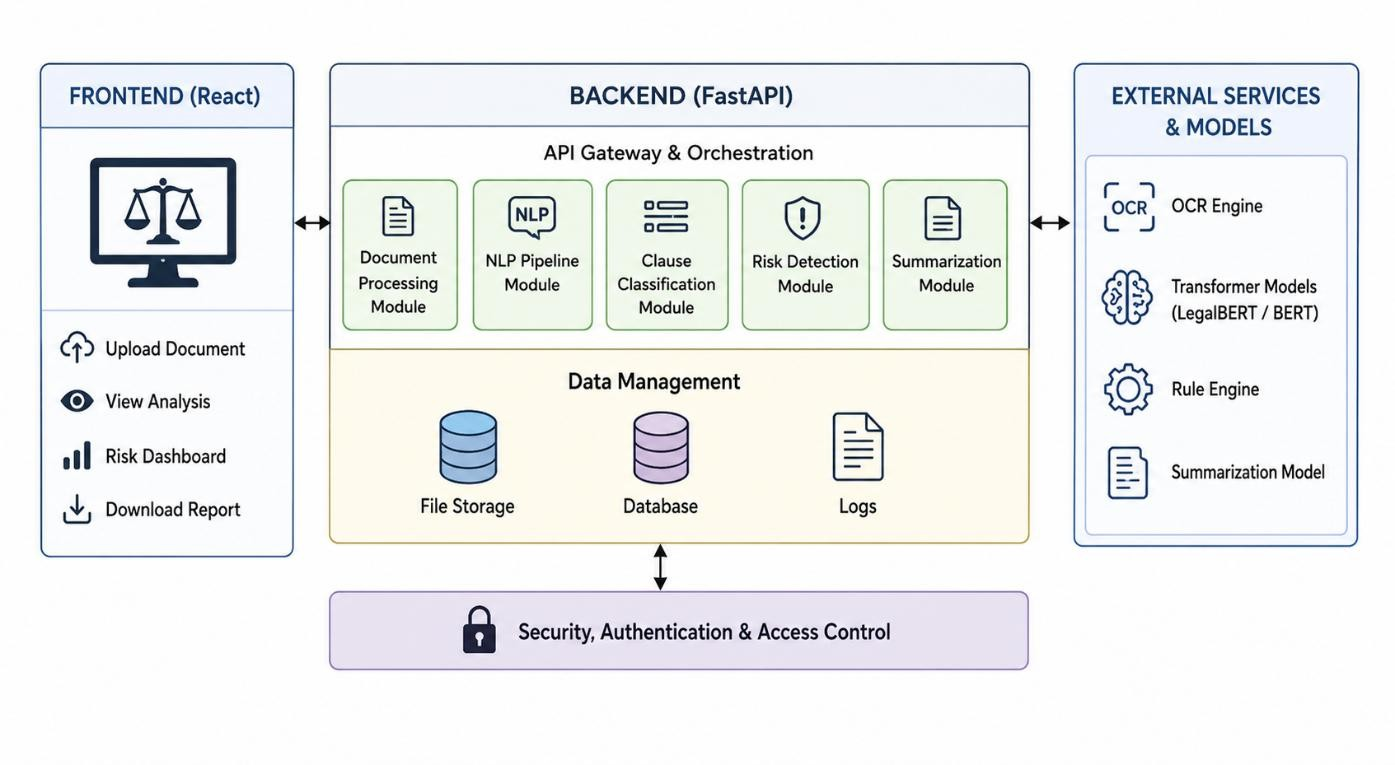 FRONTEND (React)
Upload Document
View Analysis
Risk Dashboard
Download Report
BACKEND (FastAPI)
API Gateway & Orchestration
Document
Processing
Module
NLP
NLP Pipeline
Module
Clause
Classification
Module
Risk Detection
Module
Summarization
Module
Data Management
File Storage
Database
Logs
Security, Authentication & Access Control
EXTERNAL SERVICES
& MODELS
OCR
OCR Engine
Transformer Models
(LegalBERT / BERT)
Rule Engine
Summarization Model